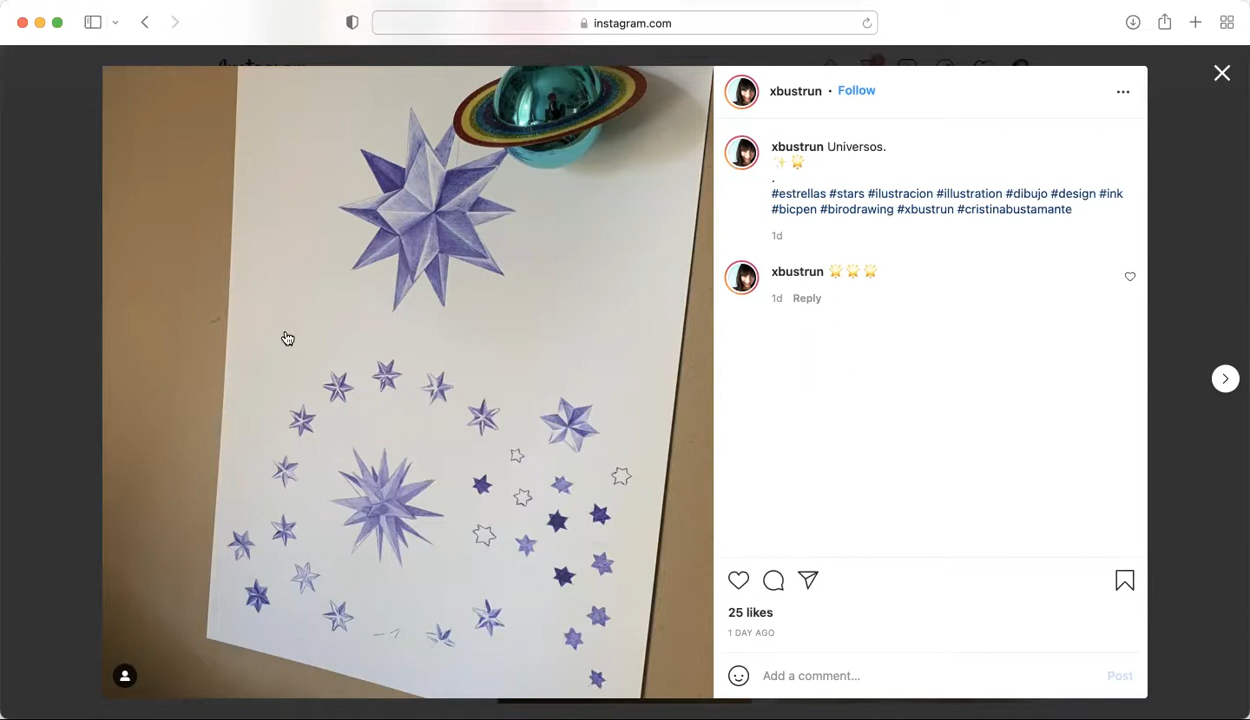 instagram.com
Instagram
xbustrun • Follow
xbustrun Universos.
.
#estrellas #stars #ilustracion #illustration #dibujo #design #ink
#bicpen #birodrawing #xbustrun #cristinabustamante
1d
xbustrun
1d Reply
25 likes
1 DAY AGO
Add a comment... Post